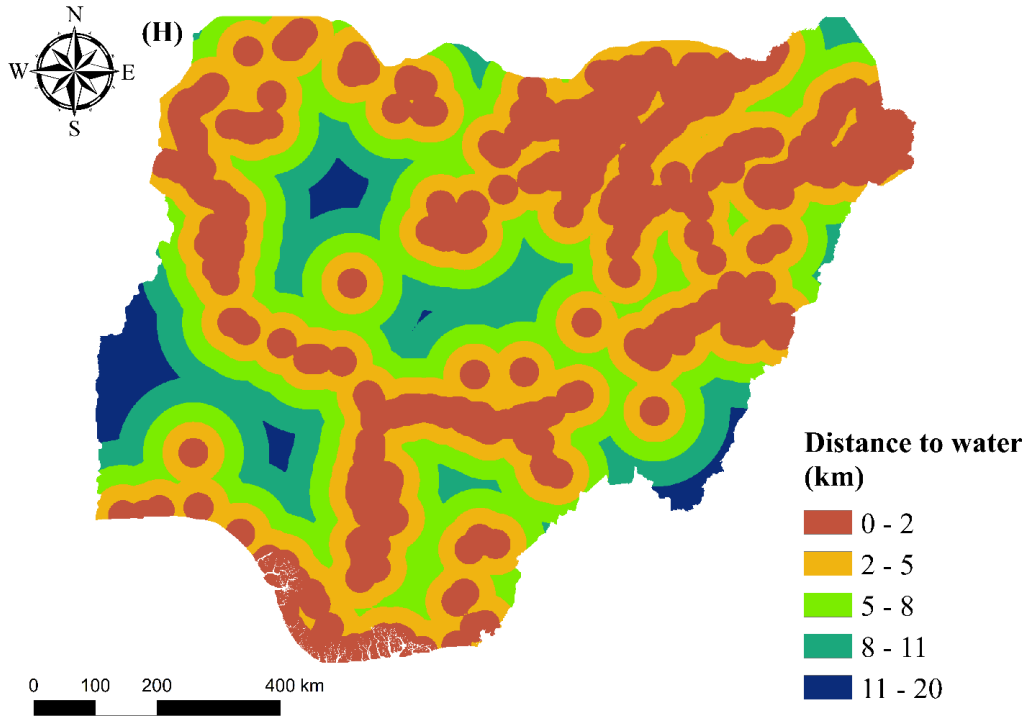 N
(H)
W E
S
Distance to water
(km)
0 - 2
2 - 5
5 - 8
8 - 11
11 - 20
0 100 200 400 km